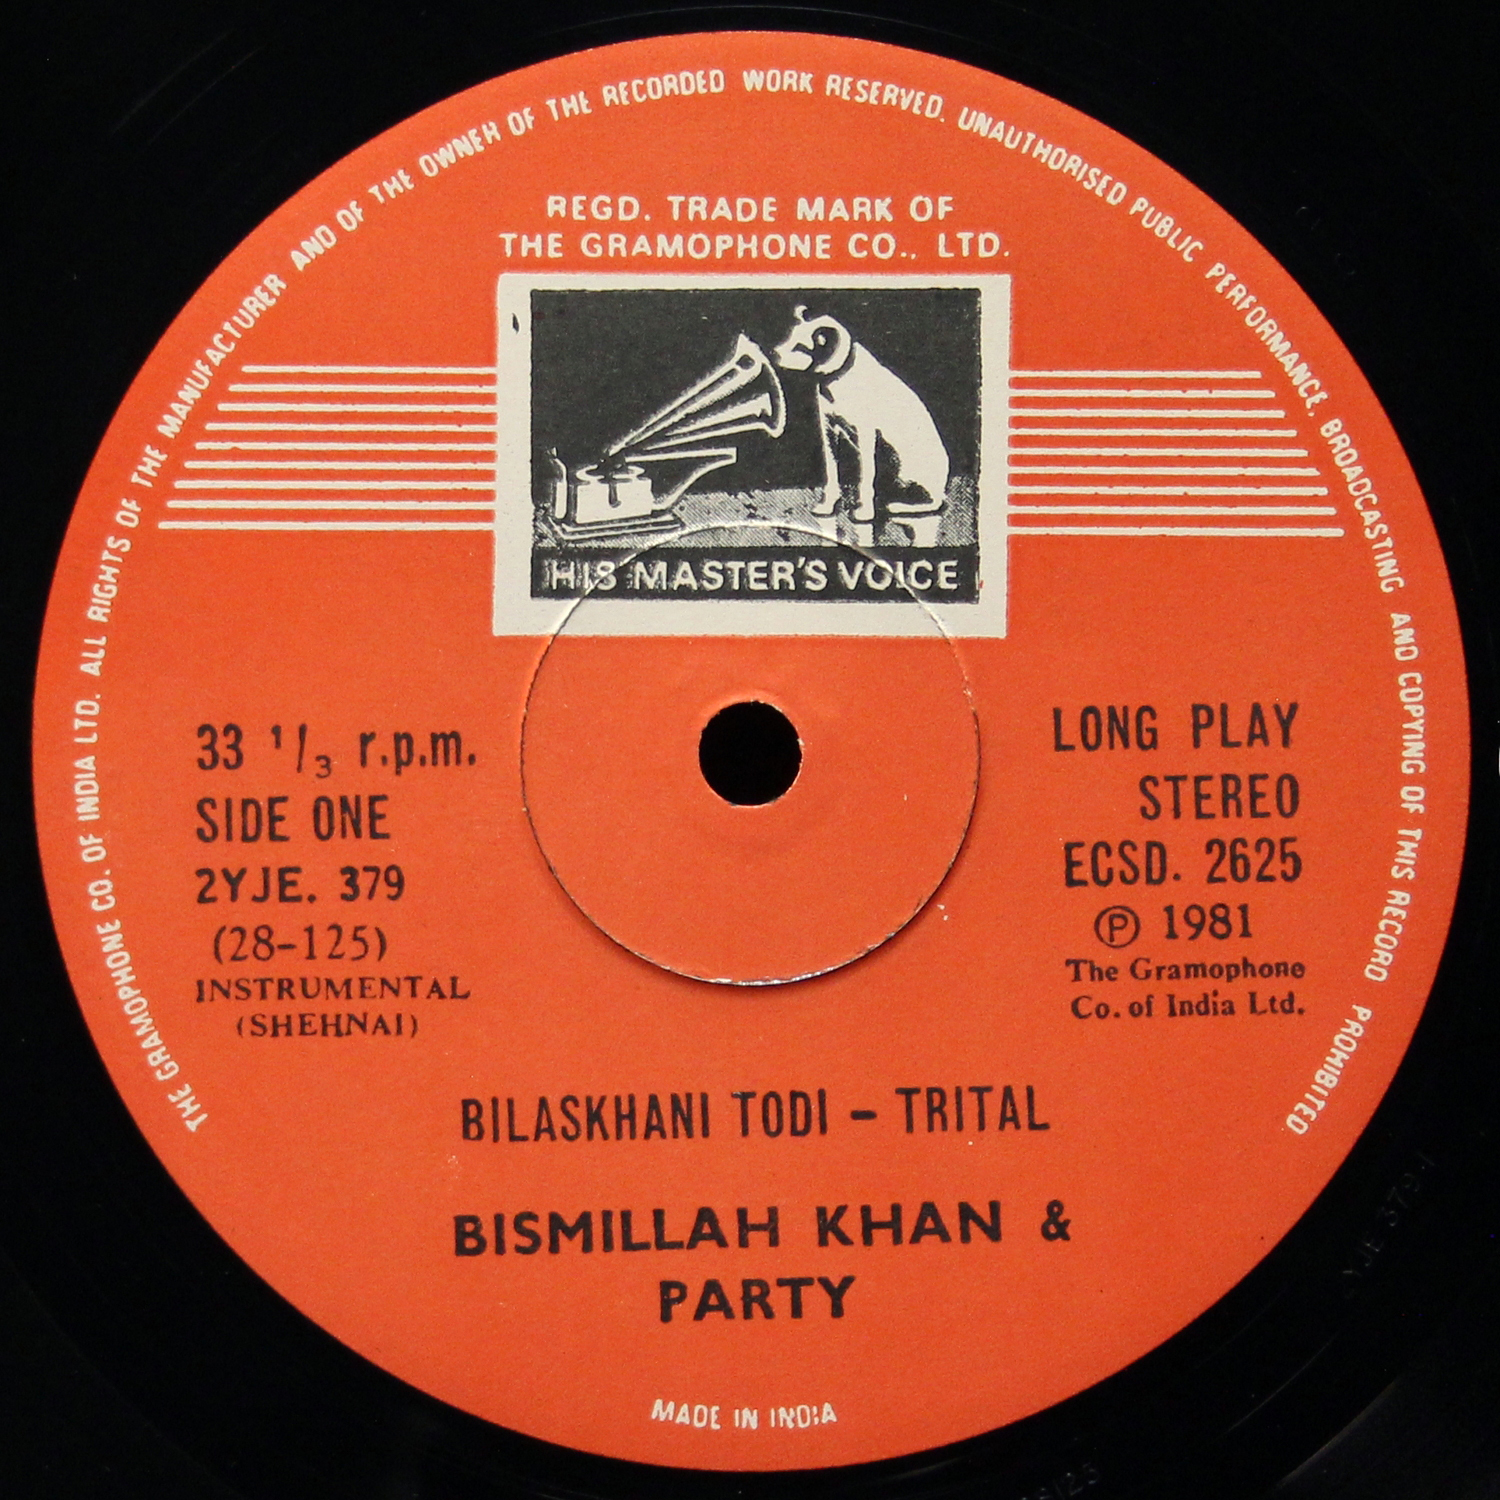 THE GRAMOPHONE CO. OF INDIA LTD. ALL RIGHTS OF THE MANUFACTURER AND OF THE OWNER OF THE RECORDED WORK RESERVED. UNAUTHORISED PUBLIC PERFORMANCE, BROADCASTING AND COPYING OF THIS RECORD PROHIBITED
REGD. TRADE MARK OF
THE GRAMOPHONE CO., LTD.
HIS MASTER'S VOICE
33 1/3 r.p.m.
SIDE ONE
2YJE. 379
(28-125)
INSTRUMENTAL
(SHEHNAI)
LONG PLAY
STEREO
ECSD. 2625
℗ 1981
The Gramophone
Co. of India Ltd.
BILASKHANI TODI – TRITAL
BISMILLAH KHAN &
PARTY
MADE IN INDIA